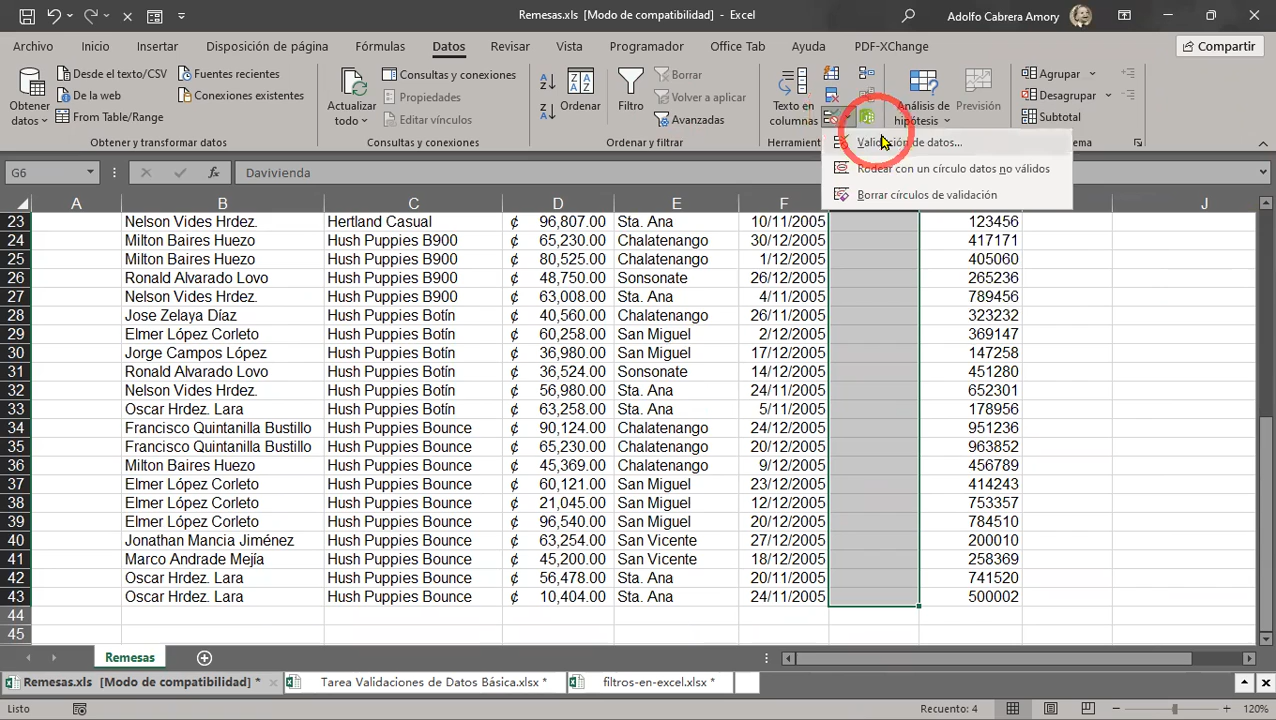 Remesas.xls [Modo de compatibilidad] - Excel
Adolfo Cabrera Amory
Archivo Inicio Insertar Disposición de página Fórmulas Datos Revisar Vista Programador Office Tab Ayuda PDF-XChange Compartir
Obtener datos
Desde el texto/CSV
From Table/Range
Fuentes recientes
Conexiones existentes
Obtener y transformar datos
Actualizar todo
Consultas y conexiones
Propiedades
Editar vínculos
Consultas y conexiones
Ordenar
Filtro
Borrar
Volver a aplicar
Avanzadas
Ordenar y filtrar
Texto en columnas
Análisis de hipótesis
Previsión
Agrupar
Desagrupar
Subtotal
Validación de datos...
Rodear con un círculo datos no válidos
Borrar círculos de validación
G6 fx Davivienda
A B C D E F J
23 Nelson Vides Hrdez. Hertland Casual ₡ 96,807.00 Sta. Ana 10/11/2005 123456
24 Milton Baires Huezo Hush Puppies B900 ₡ 65,230.00 Chalatenango 30/12/2005 417171
25 Milton Baires Huezo Hush Puppies B900 ₡ 80,525.00 Chalatenango 1/12/2005 405060
26 Ronald Alvarado Lovo Hush Puppies B900 ₡ 48,750.00 Sonsonate 26/12/2005 265236
27 Nelson Vides Hrdez. Hush Puppies B900 ₡ 63,008.00 Sta. Ana 4/11/2005 789456
28 Jose Zelaya Díaz Hush Puppies Botín ₡ 40,560.00 Chalatenango 26/11/2005 323232
29 Elmer López Corleto Hush Puppies Botín ₡ 60,258.00 San Miguel 2/12/2005 369147
30 Jorge Campos López Hush Puppies Botín ₡ 36,980.00 San Miguel 17/12/2005 147258
31 Ronald Alvarado Lovo Hush Puppies Botín ₡ 36,524.00 Sonsonate 14/12/2005 451280
32 Nelson Vides Hrdez. Hush Puppies Botín ₡ 56,980.00 Sta. Ana 24/11/2005 652301
33 Oscar Hrdez. Lara Hush Puppies Botín ₡ 63,258.00 Sta. Ana 5/11/2005 178956
34 Francisco Quintanilla Bustillo Hush Puppies Bounce ₡ 90,124.00 Chalatenango 24/12/2005 951236
35 Francisco Quintanilla Bustillo Hush Puppies Bounce ₡ 65,230.00 Chalatenango 20/12/2005 963852
36 Milton Baires Huezo Hush Puppies Bounce ₡ 45,369.00 Chalatenango 9/12/2005 456789
37 Elmer López Corleto Hush Puppies Bounce ₡ 60,121.00 San Miguel 23/12/2005 414243
38 Elmer López Corleto Hush Puppies Bounce ₡ 21,045.00 San Miguel 12/12/2005 753357
39 Elmer López Corleto Hush Puppies Bounce ₡ 96,540.00 San Miguel 20/12/2005 784510
40 Jonathan Mancia Jiménez Hush Puppies Bounce ₡ 63,254.00 San Vicente 27/12/2005 200010
41 Marco Andrade Mejía Hush Puppies Bounce ₡ 45,200.00 San Vicente 18/12/2005 258369
42 Oscar Hrdez. Lara Hush Puppies Bounce ₡ 56,478.00 Sta. Ana 20/11/2005 741520
43 Oscar Hrdez. Lara Hush Puppies Bounce ₡ 10,404.00 Sta. Ana 24/11/2005 500002
44
45
Remesas
Remesas.xls [Modo de compatibilidad] * Tarea Validaciones de Datos Básica.xlsx * filtros-en-excel.xlsx *
Listo Recuento: 4 120%